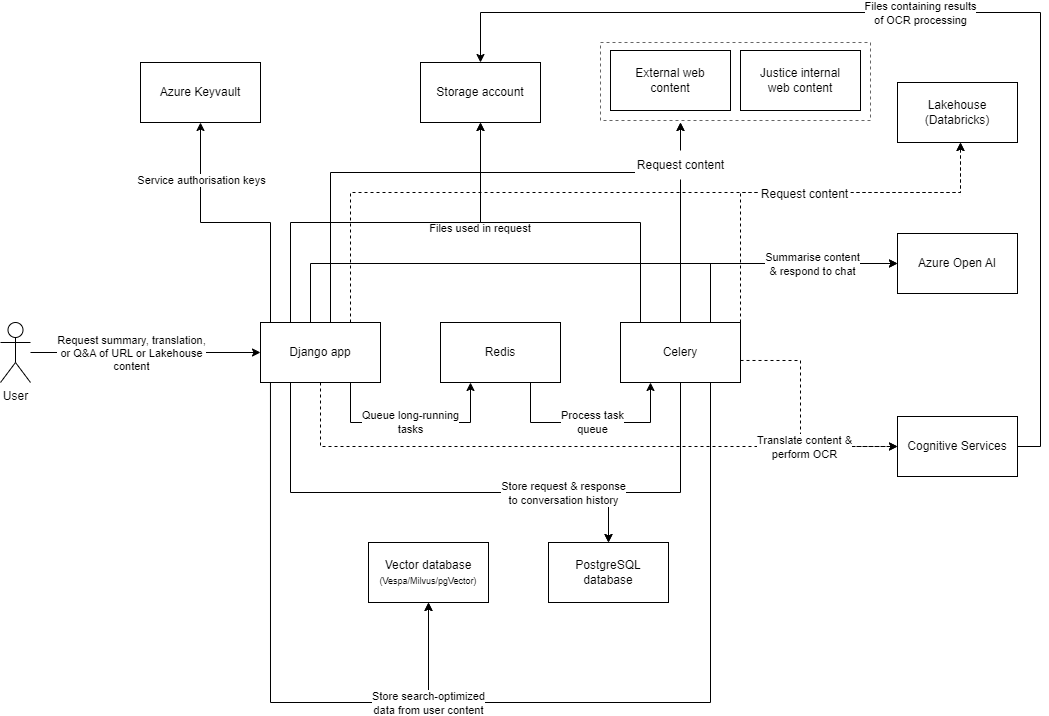 Files containing results
of OCR processing
Azure Keyvault
Storage account
External web
content
Justice internal
web content
Lakehouse
(Databricks)
Request content
Service authorisation keys
Request content
Files used in request
Summarise content
& respond to chat
Azure Open AI
Request summary, translation,
or Q&A of URL or Lakehouse
content
User
Django app
Redis
Celery
Queue long-running
tasks
Process task
queue
Translate content &
perform OCR
Cognitive Services
Store request & response
to conversation history
Vector database
(Vespa/Milvus/pgVector)
PostgreSQL
database
Store search-optimized
data from user content